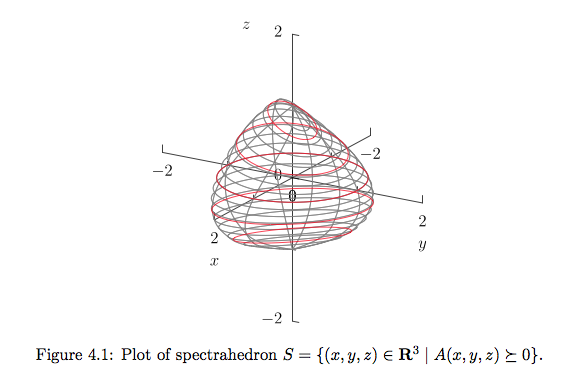 z
2
−2
−2
0
0
2
x
2
y
−2
Figure 4.1: Plot of spectrahedron $S = \{(x, y, z) \in \mathbf{R}^3 \mid A(x, y, z) \succeq 0\}$.